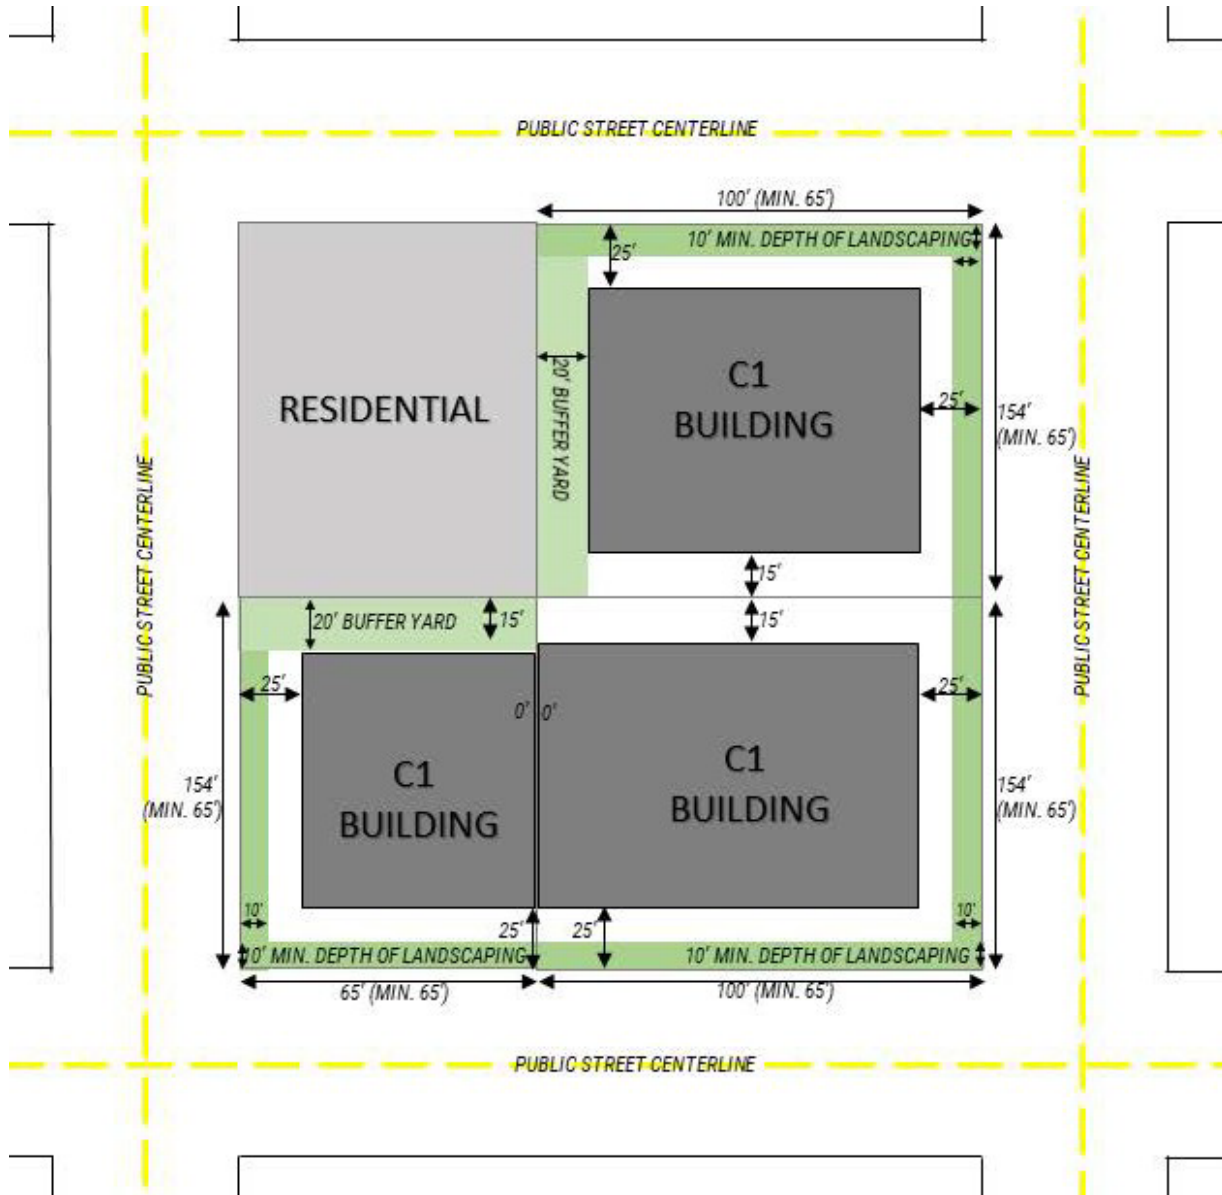 PUBLIC STREET CENTERLINE
100' (MIN. 65')
10' MIN. DEPTH OF LANDSCAPING
25'
C1
BUILDING
RESIDENTIAL
20' BUFFER YARD
25'
154'
(MIN. 65')
PUBLIC STREET CENTERLINE
PUBLIC STREET CENTERLINE
15'
15'
20' BUFFER YARD
15'
25'
25'
0'
0'
C1
BUILDING
C1
BUILDING
154'
(MIN. 65')
154'
(MIN. 65')
10'
10'
25'
25'
10' MIN. DEPTH OF LANDSCAPING
10' MIN. DEPTH OF LANDSCAPING
65' (MIN. 65')
100' (MIN. 65')
PUBLIC STREET CENTERLINE